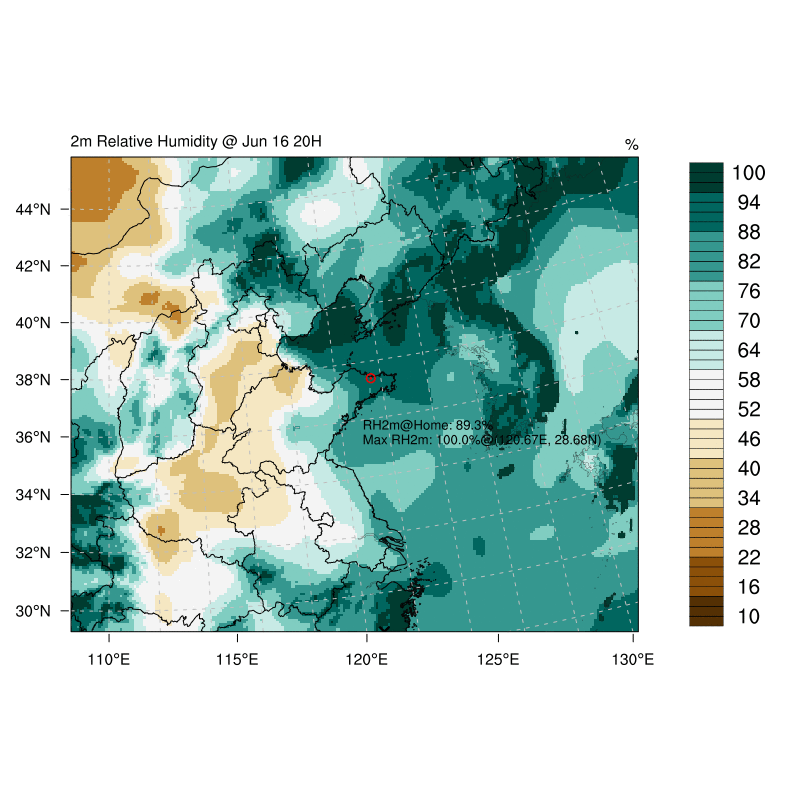 2m Relative Humidity @ Jun 16 20H
%
100
94
88
82
76
70
64
58
52
46
40
34
28
22
16
10
44°N
42°N
40°N
38°N
36°N
34°N
32°N
30°N
RH2m@Home: 89.3%
Max RH2m: 100.0%@(120.67E, 28.68N)
110°E 115°E 120°E 125°E 130°E